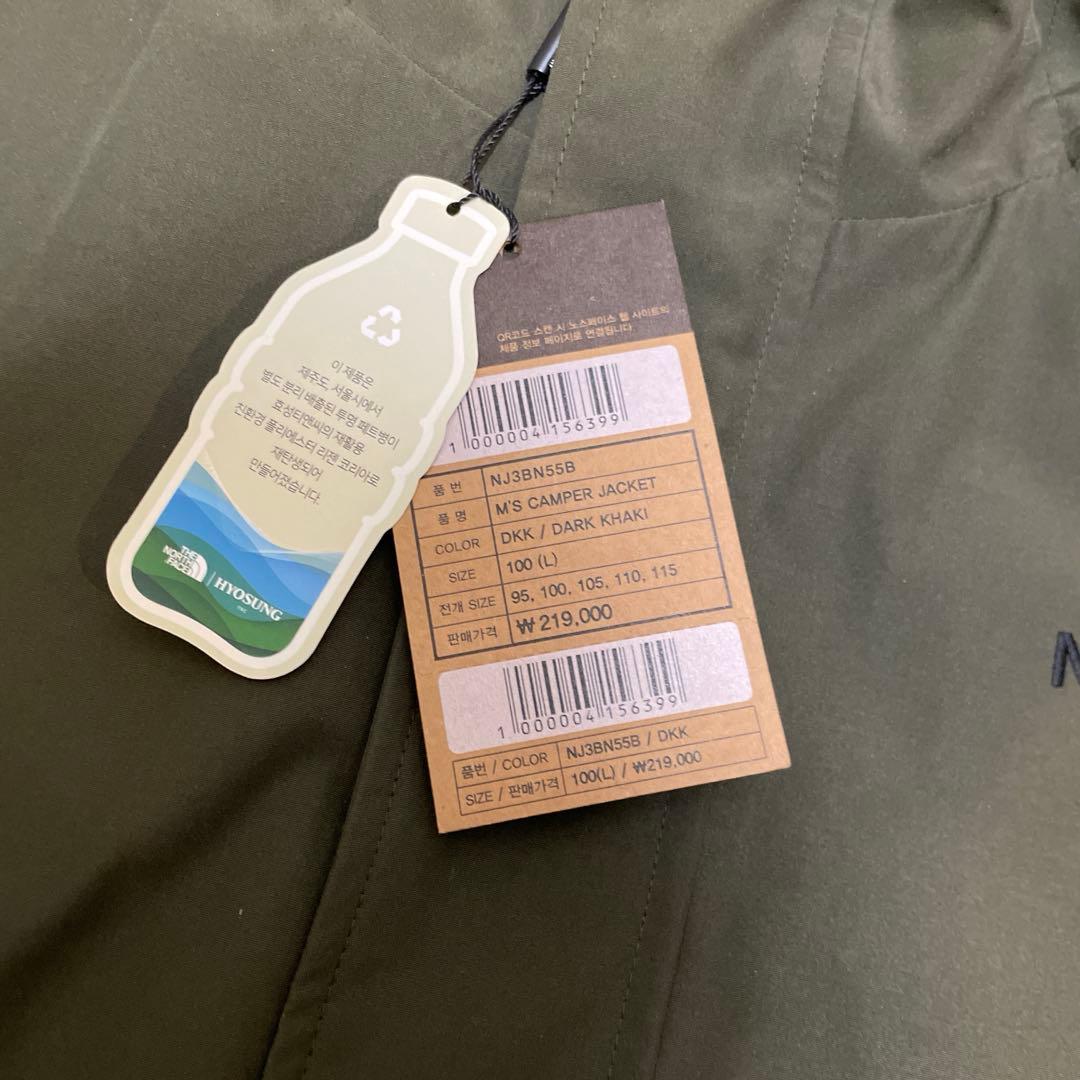 이 제품은
제주도, 서울시에서
별도 분리 배출된 투명 페트병이
효성티앤씨의 재활용
친환경 폴리에스터 리젠 코리아로
재탄생되어
만들어졌습니다.
THE
NORTH
FACE
HYOSUNG
TNC
QR코드 스캔 시 노스페이스 웹 사이트의
제품 정보 페이지로 연결됩니다.
1 000004 156399
품 번 NJ3BN55B
품 명 M'S CAMPER JACKET
COLOR DKK / DARK KHAKI
SIZE 100 (L)
전개 SIZE 95, 100, 105, 110, 115
판매가격 ₩219,000
1 000004 156399
품번 / COLOR NJ3BN55B / DKK
SIZE / 판매가격 100(L) / ₩219,000